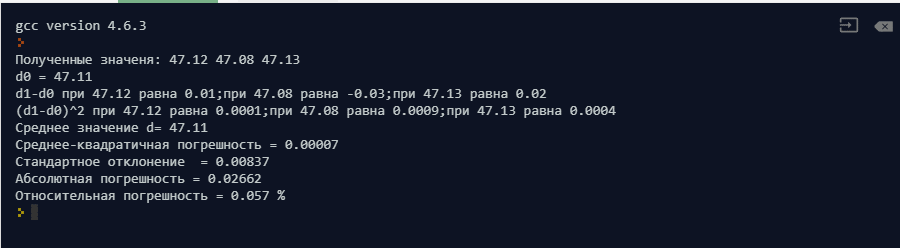 gcc version 4.6.3
Полученные значеня: 47.12 47.08 47.13
d0 = 47.11
d1-d0 при 47.12 равна 0.01;при 47.08 равна -0.03;при 47.13 равна 0.02
(d1-d0)^2 при 47.12 равна 0.0001;при 47.08 равна 0.0009;при 47.13 равна 0.0004
Среднее значение d= 47.11
Среднее-квадратичная погрешность = 0.00007
Стандартное отклонение  = 0.00837
Абсолютная погрешность = 0.02662
Относительная погрешность = 0.057 %